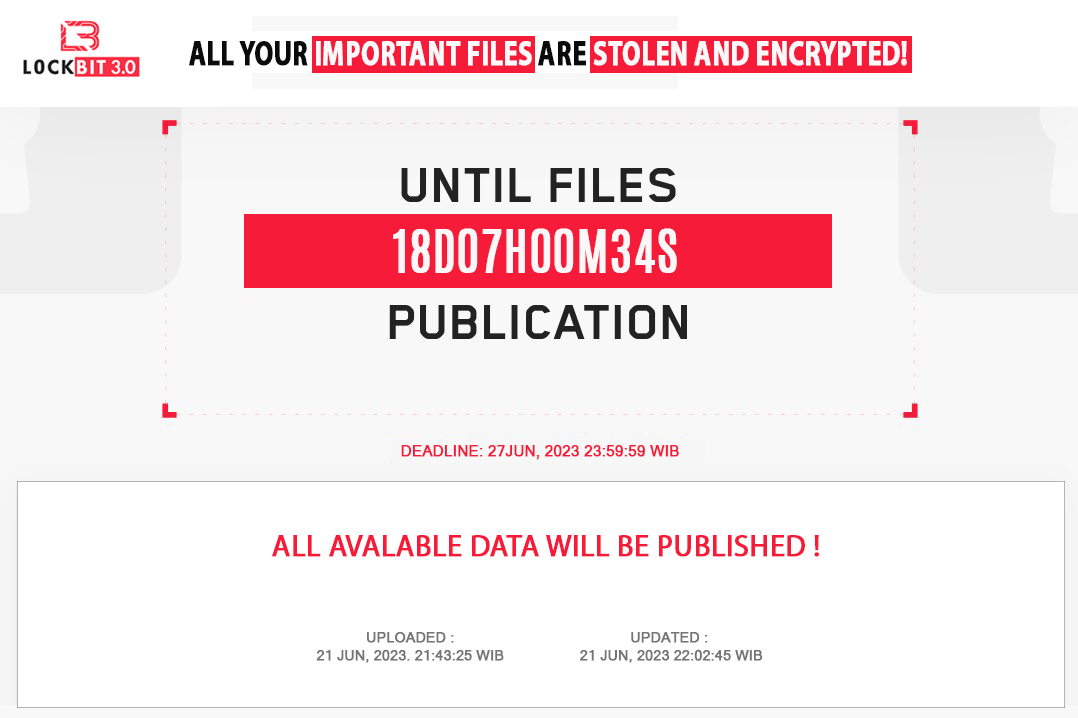 LOCKBIT 3.0
ALL YOUR IMPORTANT FILES ARE STOLEN AND ENCRYPTED!
UNTIL FILES
18D07H00M34S
PUBLICATION
DEADLINE: 27JUN, 2023 23:59:59 WIB
ALL AVALABLE DATA WILL BE PUBLISHED !
UPLOADED :
21 JUN, 2023. 21:43:25 WIB
UPDATED :
21 JUN, 2023 22:02:45 WIB